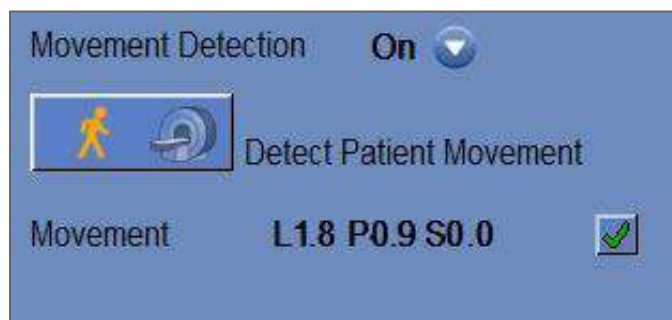 Movement Detection On
Detect Patient Movement
Movement L1.8 P0.9 S0.0